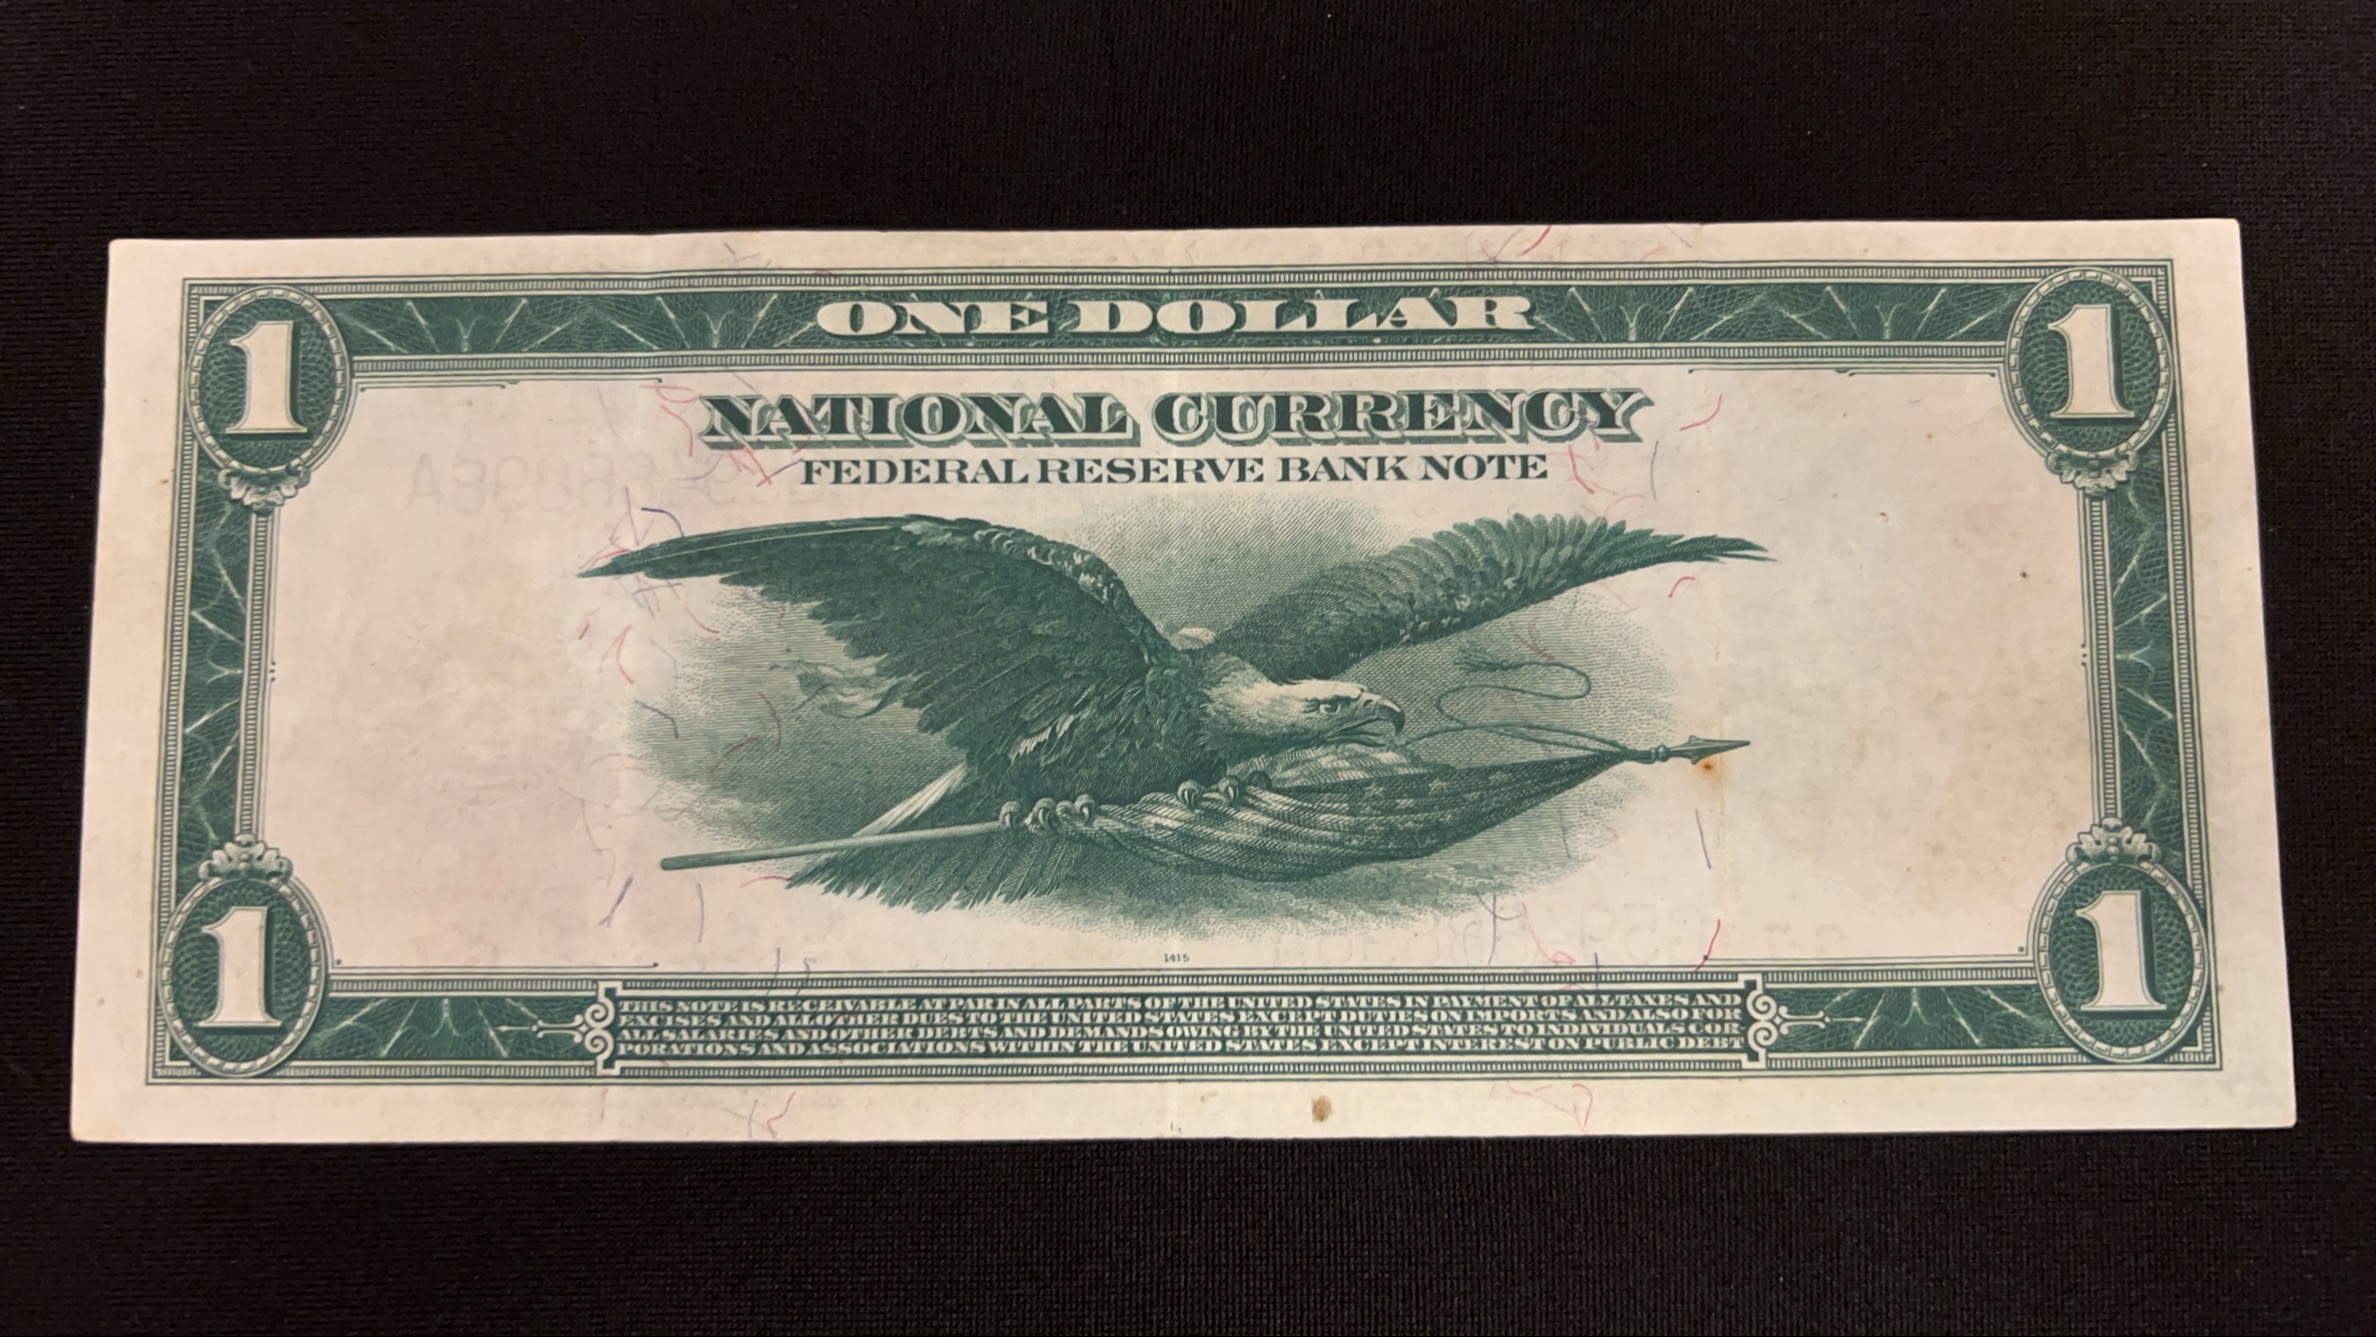 ONE DOLLAR
1 1
NATIONAL CURRENCY
FEDERAL RESERVE BANK NOTE
1415
1 1
THIS NOTE IS RECEIVABLE AT PAR IN ALL PARTS OF THE UNITED STATES IN PAYMENT OF ALL TAXES AND
EXCISES AND ALL OTHER DUES TO THE UNITED STATES EXCEPT DUTIES ON IMPORTS AND ALSO FOR
ALL SALARIES AND OTHER DEBTS AND DEMANDS OWING BY THE UNITED STATES TO INDIVIDUALS COR
PORATIONS AND ASSOCIATIONS WITHIN THE UNITED STATES EXCEPT INTEREST ON PUBLIC DEBT